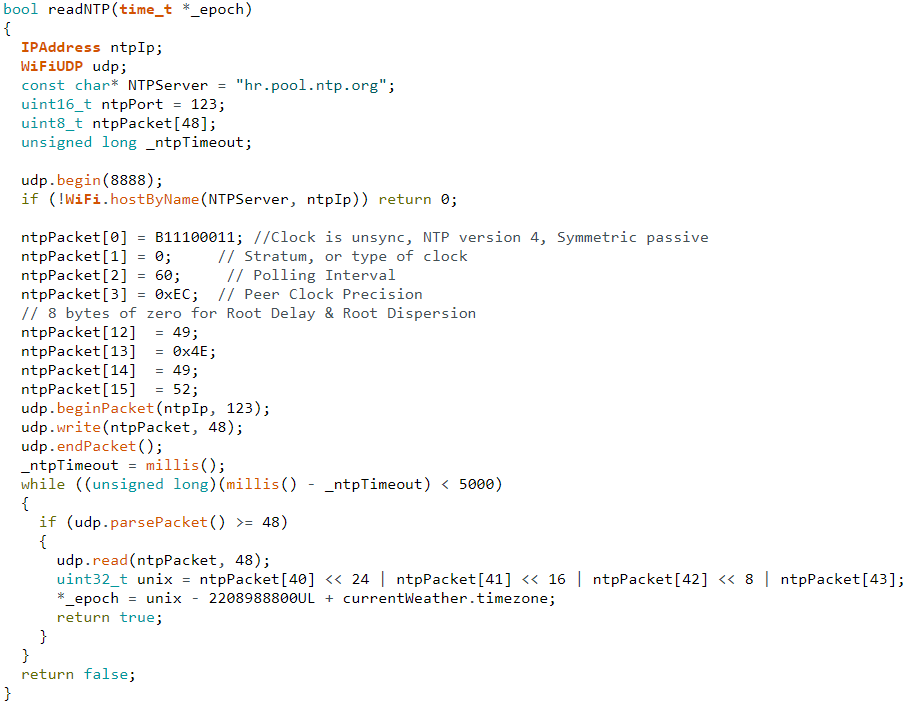 bool readNTP(time_t *_epoch)
{
  IPAddress ntpIp;
  WiFiUDP udp;
  const char* NTPServer = "hr.pool.ntp.org";
  uint16_t ntpPort = 123;
  uint8_t ntpPacket[48];
  unsigned long _ntpTimeout;

  udp.begin(8888);
  if (!WiFi.hostByName(NTPServer, ntpIp)) return 0;

  ntpPacket[0] = B11100011; //Clock is unsync, NTP version 4, Symmetric passive
  ntpPacket[1] = 0;     // Stratum, or type of clock
  ntpPacket[2] = 60;     // Polling Interval
  ntpPacket[3] = 0xEC;  // Peer Clock Precision
  // 8 bytes of zero for Root Delay & Root Dispersion
  ntpPacket[12]  = 49;
  ntpPacket[13]  = 0x4E;
  ntpPacket[14]  = 49;
  ntpPacket[15]  = 52;
  udp.beginPacket(ntpIp, 123);
  udp.write(ntpPacket, 48);
  udp.endPacket();
  _ntpTimeout = millis();
  while ((unsigned long)(millis() - _ntpTimeout) < 5000)
  {
    if (udp.parsePacket() >= 48)
    {
      udp.read(ntpPacket, 48);
      uint32_t unix = ntpPacket[40] << 24 | ntpPacket[41] << 16 | ntpPacket[42] << 8 | ntpPacket[43];
      *_epoch = unix - 2208988800UL + currentWeather.timezone;
      return true;
    }
  }
  return false;
}